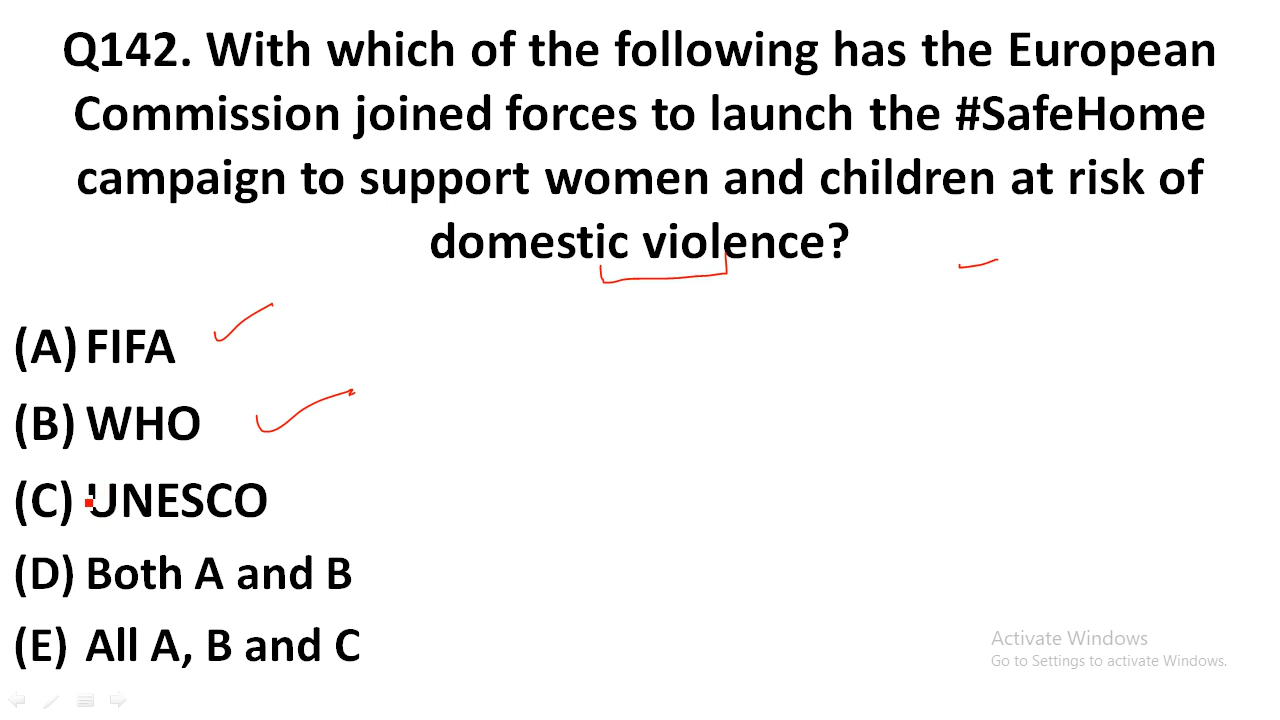 Q142. With which of the following has the European
Commission joined forces to launch the #SafeHome
campaign to support women and children at risk of
domestic violence?
(A) FIFA
(B) WHO
(C) UNESCO
(D) Both A and B
(E) All A, B and C
Activate Windows
Go to Settings to activate Windows.